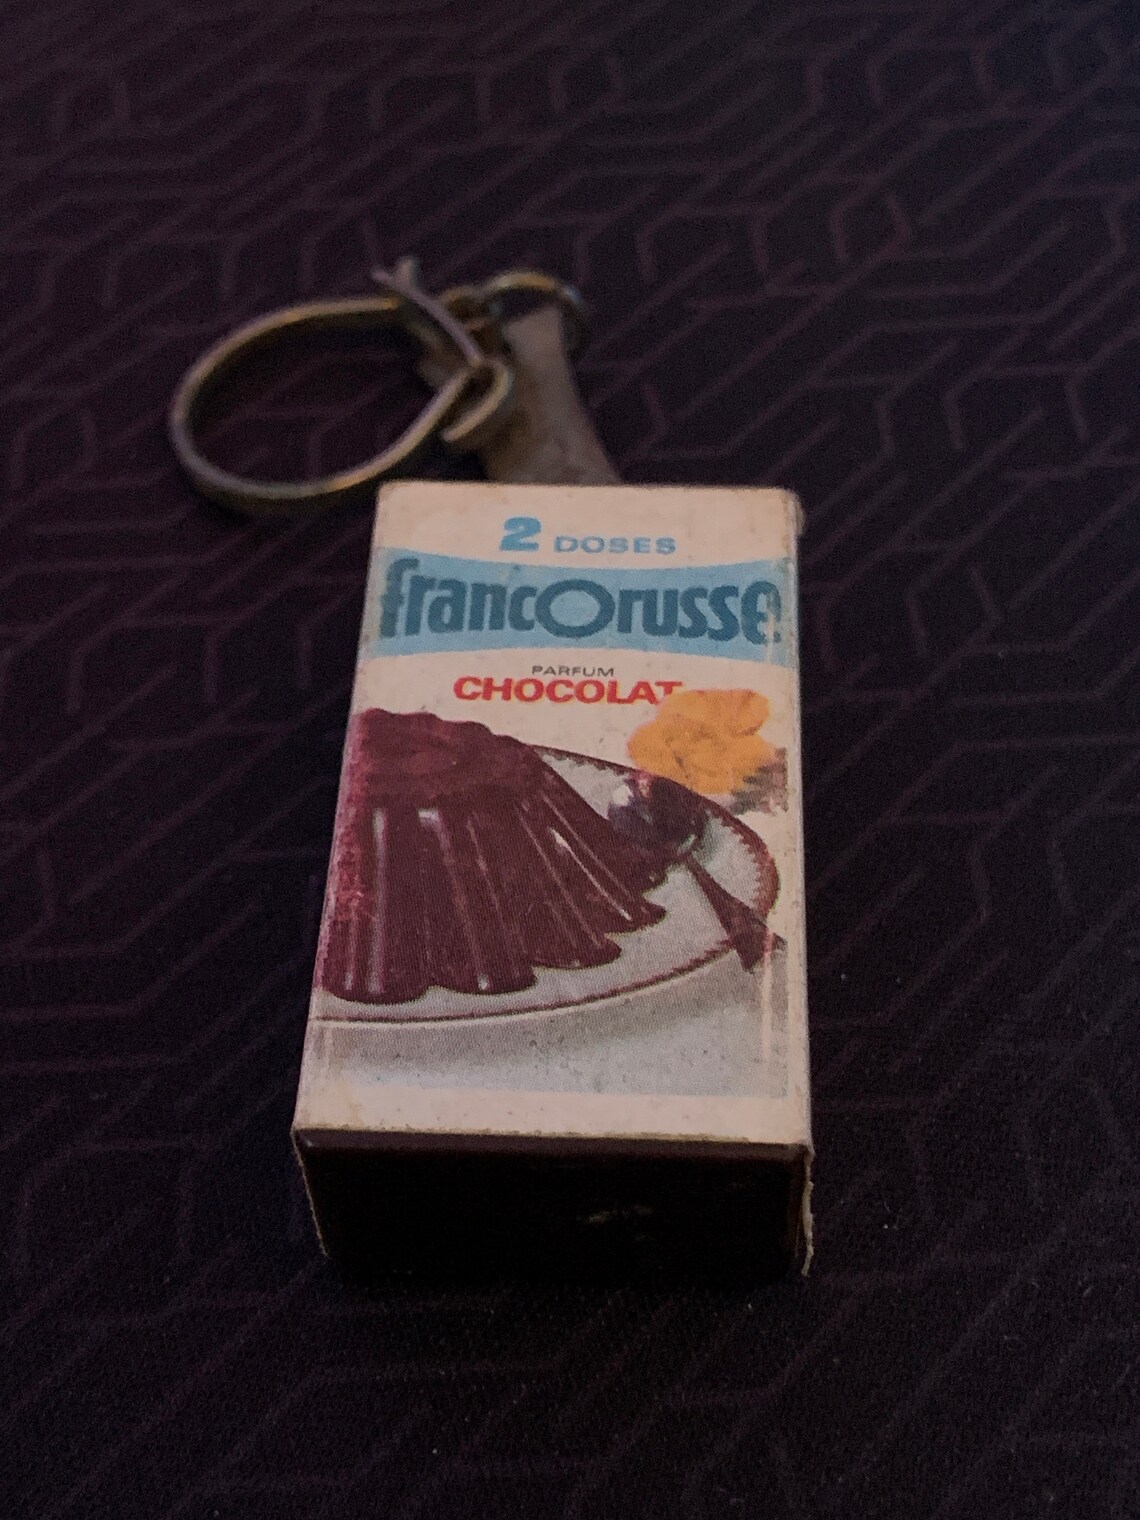 2 DOSES
francOrusse
PARFUM
CHOCOLAT